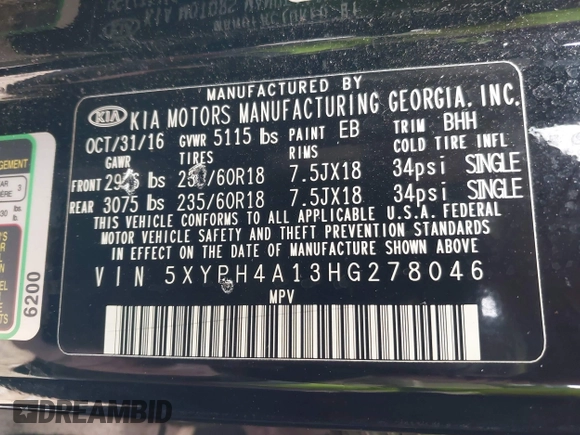 MANUFACTURED BY
KIA KIA MOTORS MANUFACTURING GEORGIA, INC.
OCT/31/16 GVWR 5115 lbs PAINT EB TRIM BHH
GAWR TIRES RIMS COLD TIRE INFL
FRONT lbs /60R18 7.5JX18 34psi SINGLE
REAR 3075 lbs 235/60R18 7.5JX18 34psi SINGLE
THIS VEHICLE CONFORMS TO ALL APPLICABLE U.S.A. FEDERAL
MOTOR VEHICLE SAFETY AND THEFT PREVENTION STANDARDS
IN EFFECT ON THE DATE OF MANUFACTURE SHOWN ABOVE.
VIN 5XYPH4A13HG278046
MPV
6200
DREAMBID